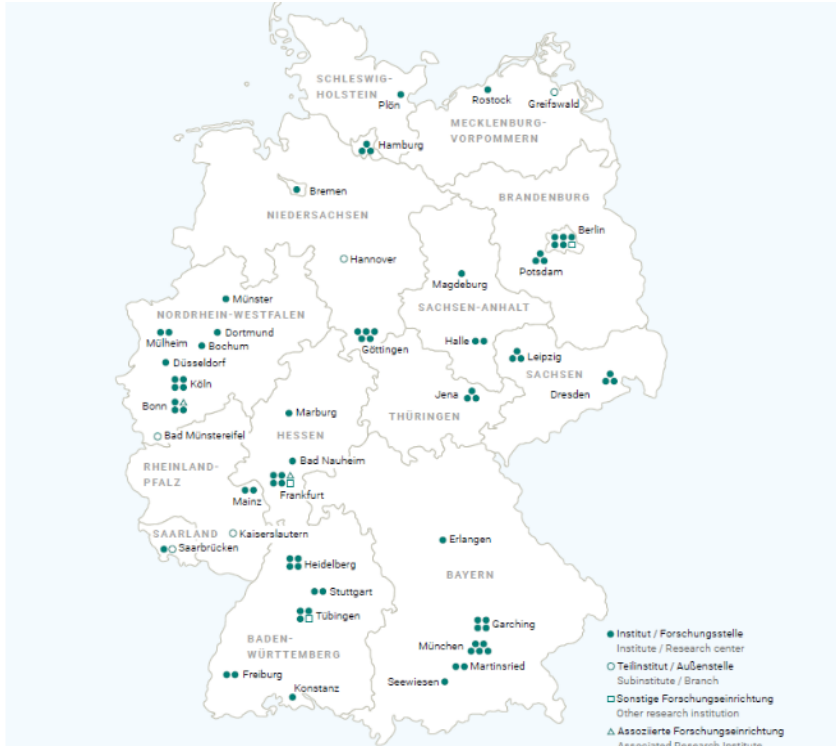 SCHLESWIG-
HOLSTEIN
Plön
Rostock
Greifswald
MECKLENBURG-
VORPOMMERN
Hamburg
Bremen
NIEDERSACHSEN
BRANDENBURG
Berlin
Potsdam
Hannover
Magdeburg
SACHSEN-ANHALT
Münster
NORDRHEIN-WESTFALEN
Mülheim
Dortmund
Bochum
Düsseldorf
Göttingen
Halle
Leipzig
SACHSEN
Dresden
Köln
Bonn
Jena
THÜRINGEN
Marburg
HESSEN
Bad Münstereifel
Bad Nauheim
RHEINLAND-
PFALZ
Mainz
Frankfurt
SAARLAND
Kaiserslautern
Saarbrücken
Erlangen
Heidelberg
BAYERN
Stuttgart
Tübingen
BADEN-
WÜRTTEMBERG
Garching
München
Martinsried
Seewiesen
Freiburg
Konstanz
Institut / Forschungsstelle
Institute / Research center
Teilinstitut / Außenstelle
Subinstitute / Branch
Sonstige Forschungseinrichtung
Other research institution
Assoziierte Forschungseinrichtung
Associated Research Institute